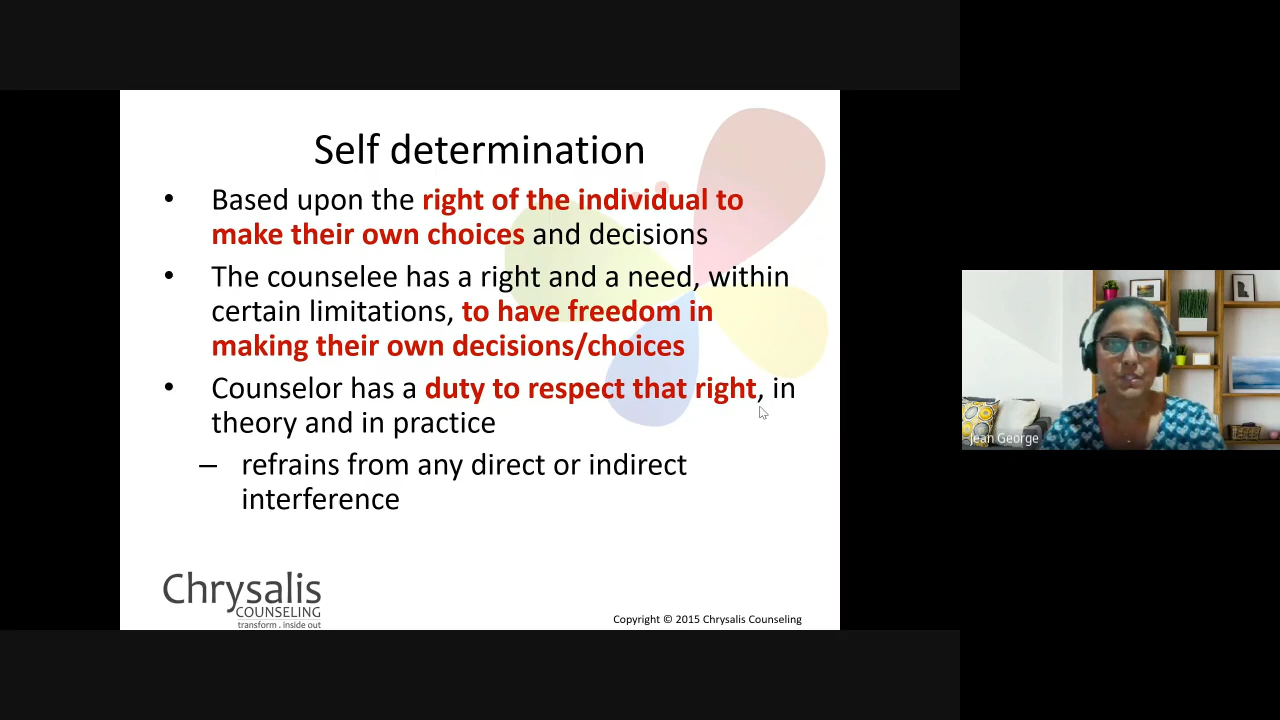 Self determination
• Based upon the right of the individual to
make their own choices and decisions
• The counselee has a right and a need, within
certain limitations, to have freedom in
making their own decisions/choices
• Counselor has a duty to respect that right, in
theory and in practice
– refrains from any direct or indirect
interference
Chrysalis
COUNSELING
transform . inside out
Copyright © 2015 Chrysalis Counseling
Jean George